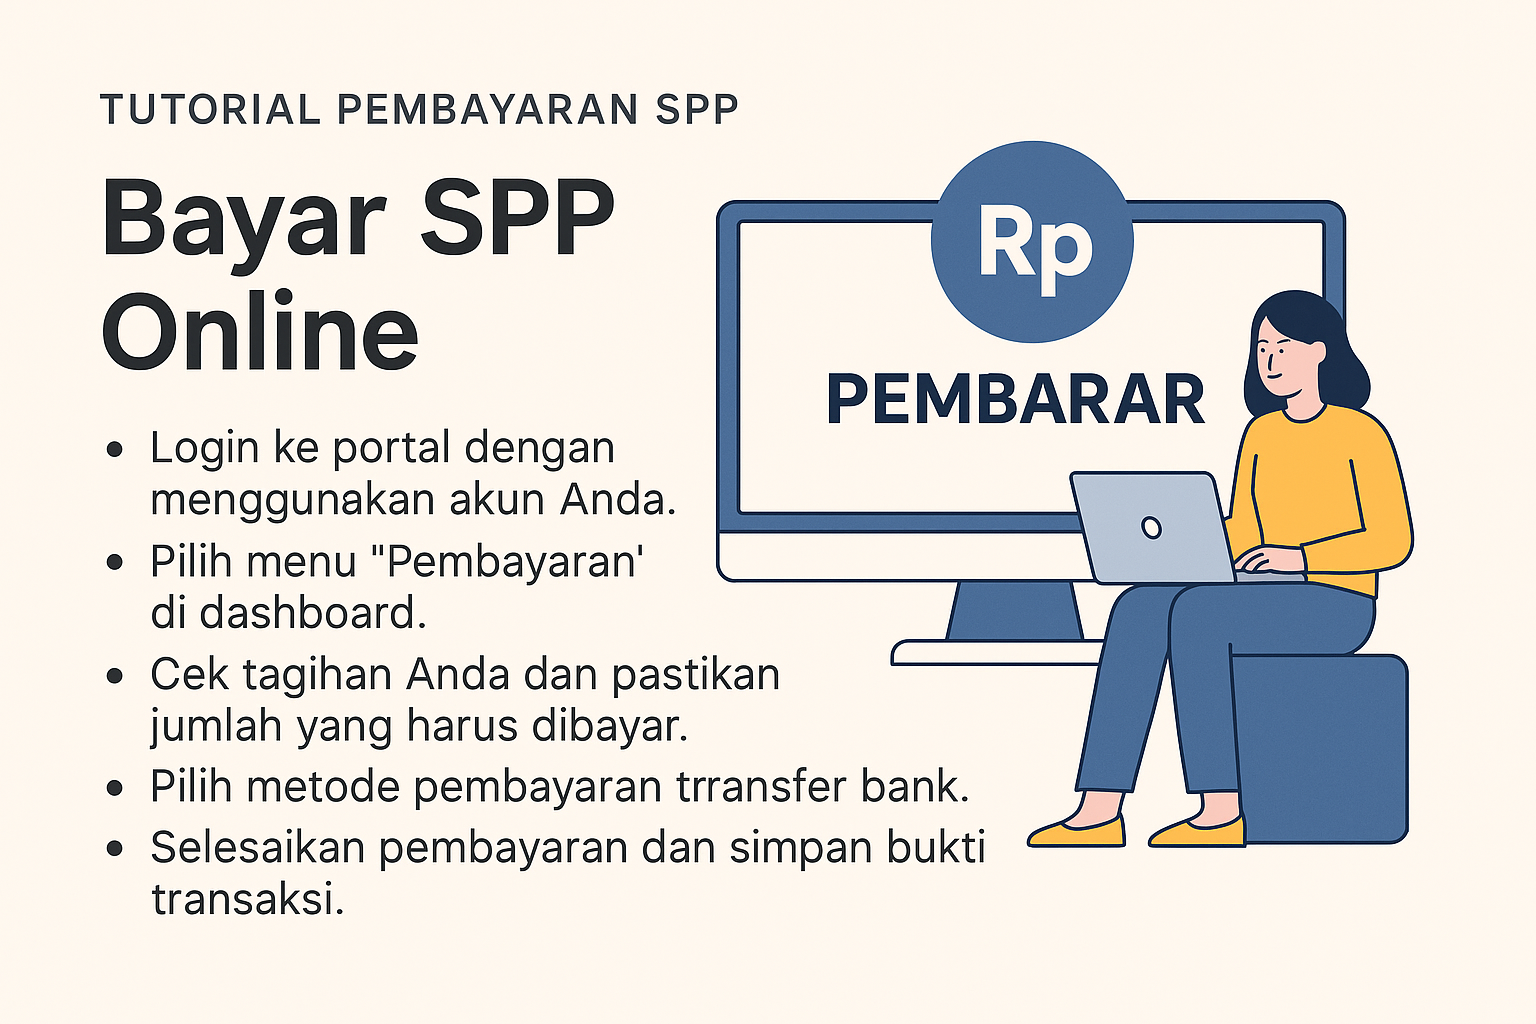 TUTORIAL PEMBAYARAN SPP
Bayar SPP
Online
• Login ke portal dengan
menggunakan akun Anda.
• Pilih menu "Pembayaran'
di dashboard.
• Cek tagihan Anda dan pastikan
jumlah yang harus dibayar.
• Pilih metode pembayaran trransfer bank.
• Selesaikan pembayaran dan simpan bukti
transaksi.
Rp
PEMBARAR